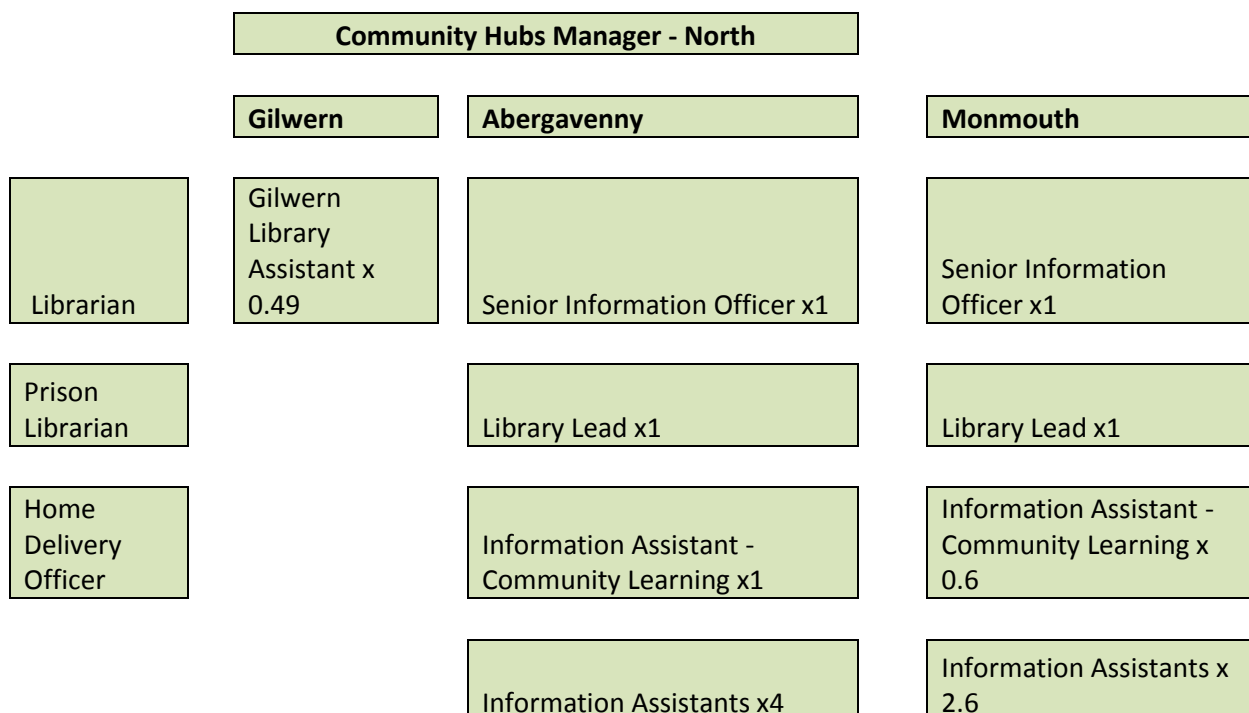 Community Hubs Manager - North
Gilwern
Abergavenny
Monmouth
Librarian
Gilwern
Library
Assistant x
0.49
Senior Information Officer x1
Senior Information
Officer x1
Prison
Librarian
Library Lead x1
Library Lead x1
Home
Delivery
Officer
Information Assistant -
Community Learning x1
Information Assistant -
Community Learning x
0.6
Information Assistants x4
Information Assistants x
2.6